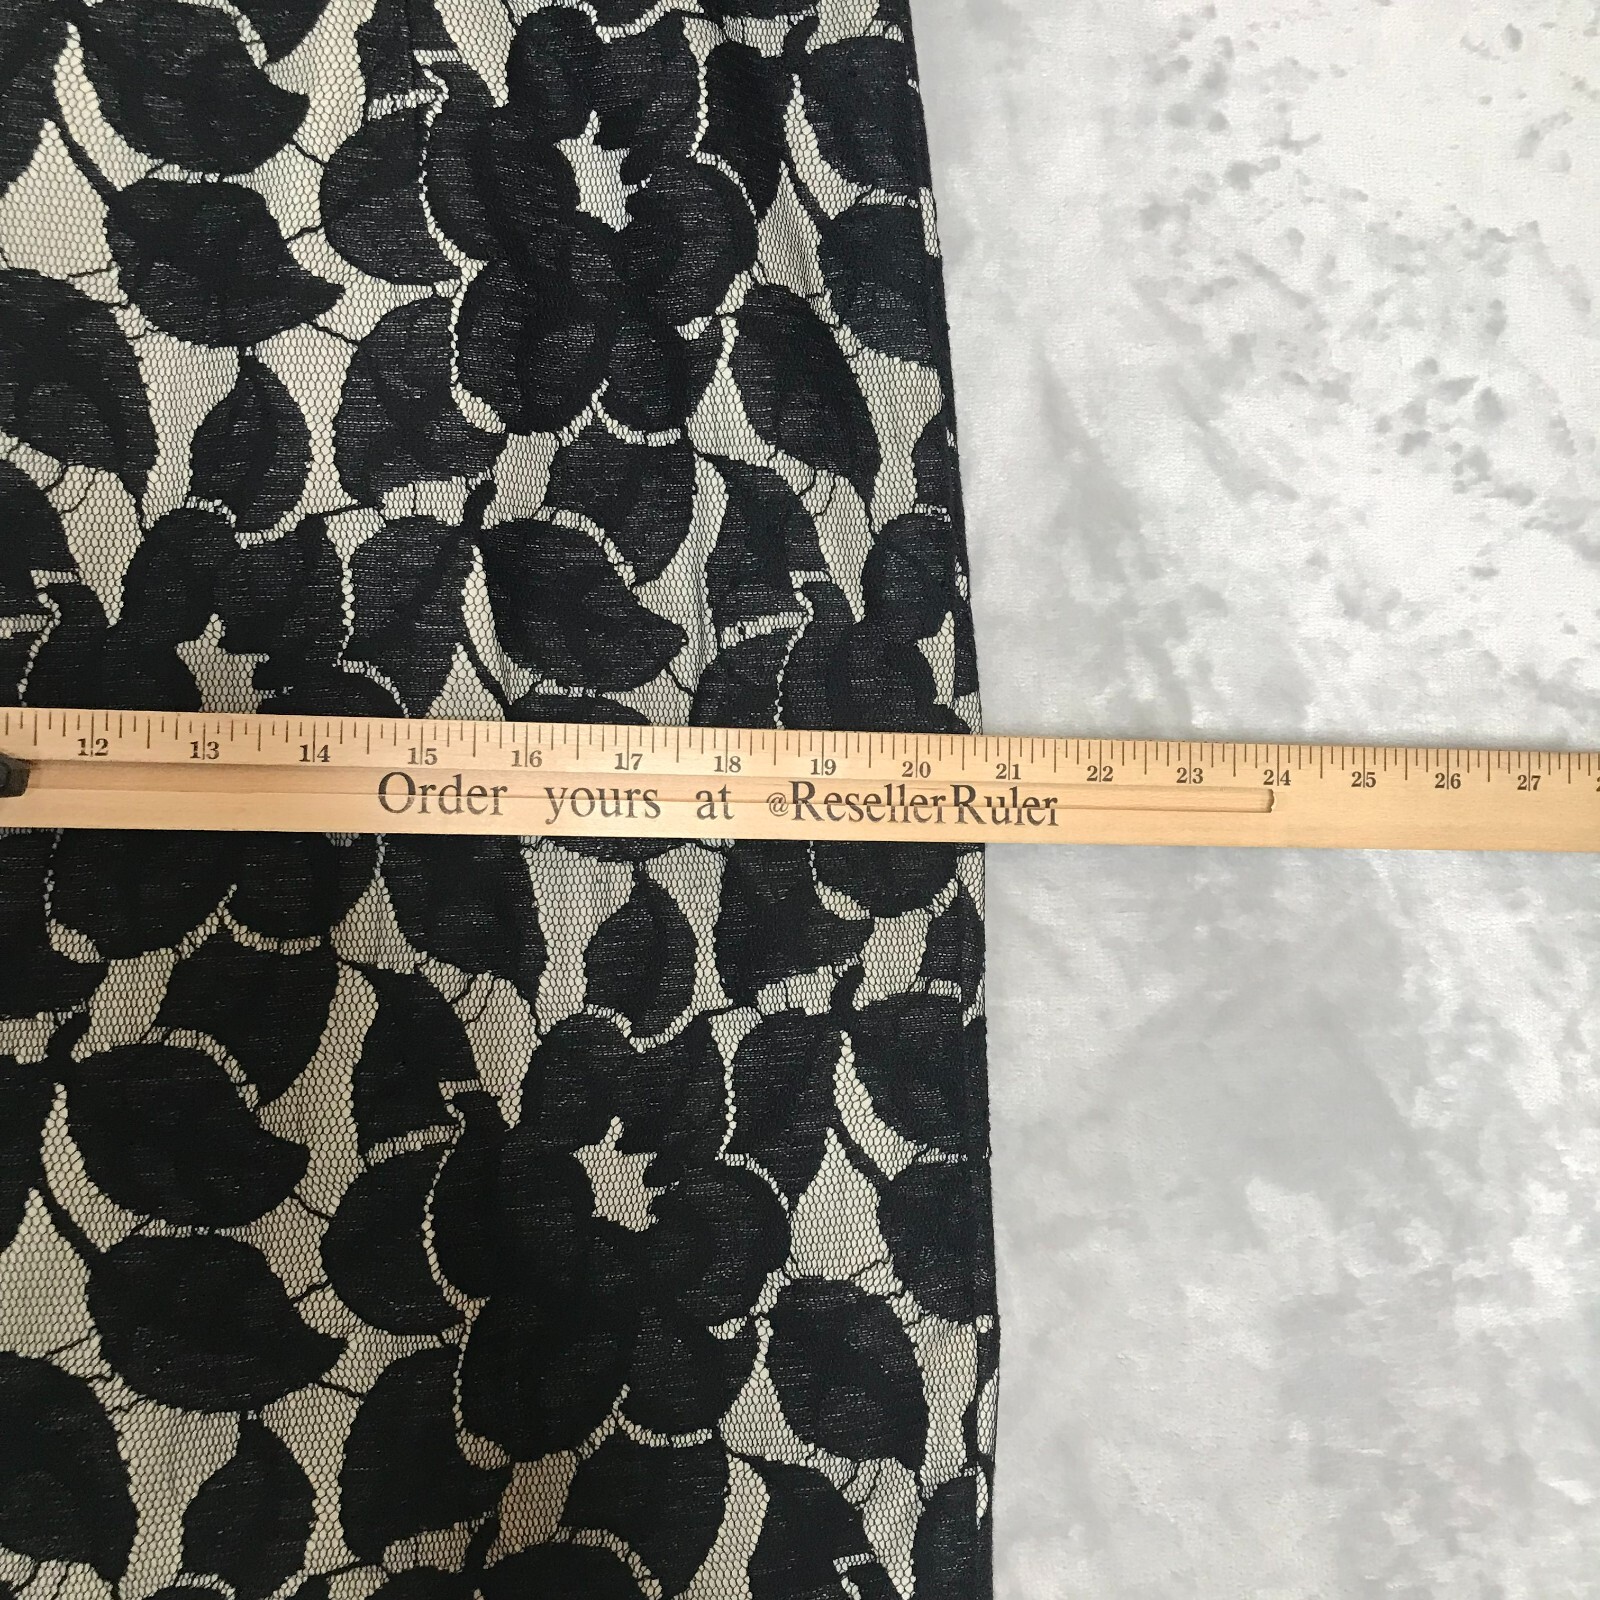 12 13 14 15 16 17 18 19 20 21 22 23 24 25 26 27
Order yours at @ResellerRuler